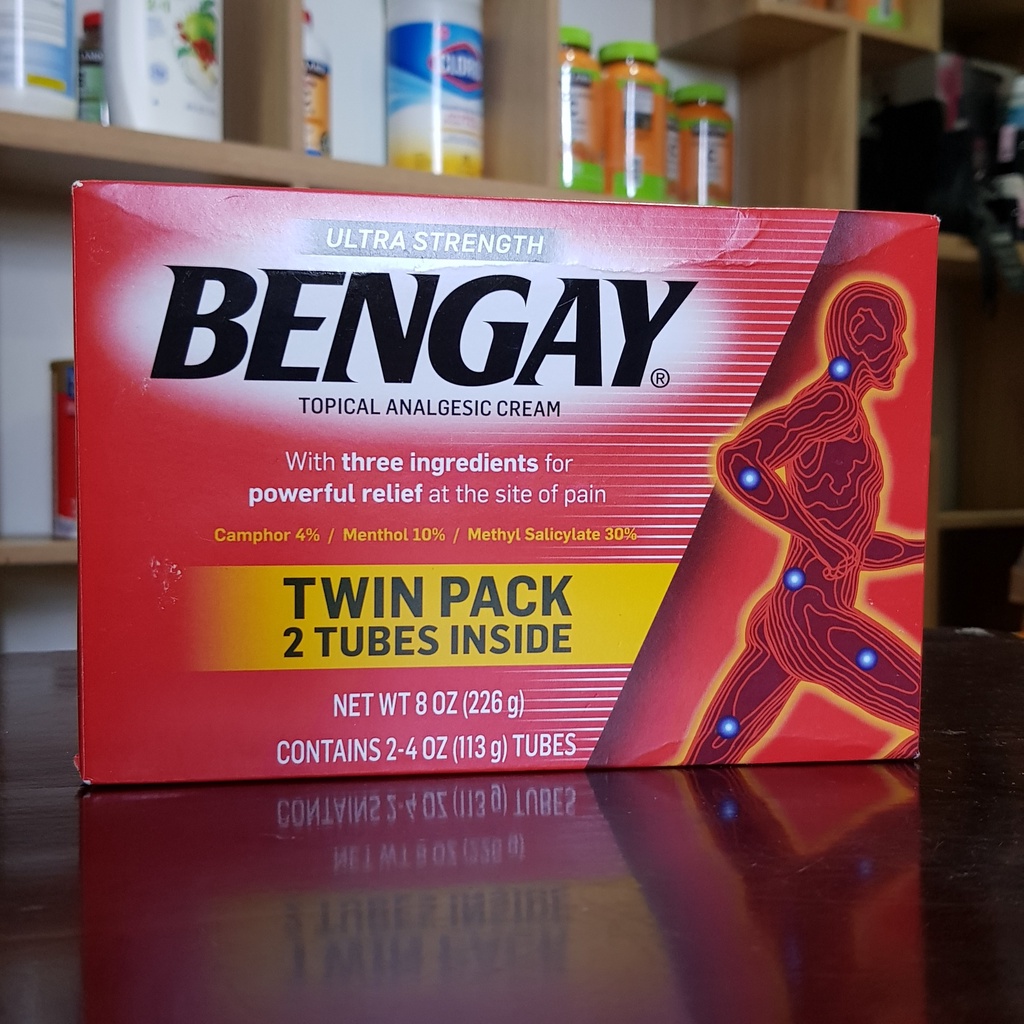 CLOROX
ULTRA STRENGTH
BENGAY®
TOPICAL ANALGESIC CREAM
With three ingredients for
powerful relief at the site of pain
Camphor 4% / Menthol 10% / Methyl Salicylate 30%
TWIN PACK
2 TUBES INSIDE
NET WT 8 OZ (226 g)
CONTAINS 2-4 OZ (113 g) TUBES